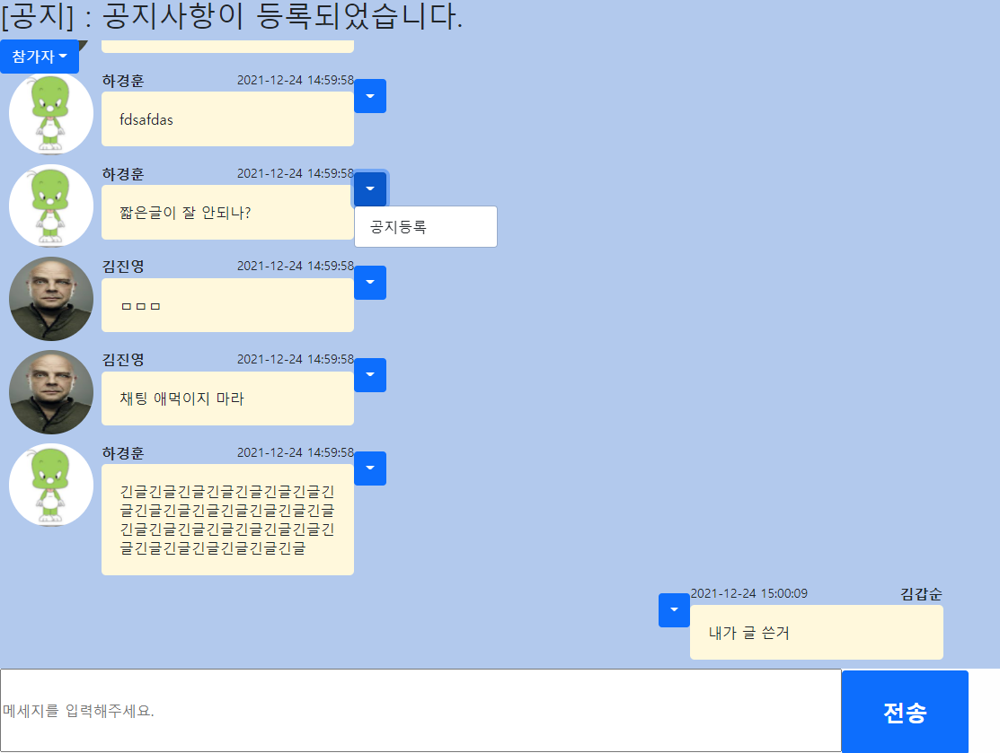 [공지] : 공지사항이 등록되었습니다.
참가자
하경훈 2021-12-24 14:59:58
fdsafdas
하경훈 2021-12-24 14:59:58
짧은글이 잘 안되나?
공지등록
김진영 2021-12-24 14:59:58
ㅁㅁㅁ
김진영 2021-12-24 14:59:58
채팅 애먹이지 마라
하경훈 2021-12-24 14:59:58
긴글긴글긴글긴글긴글긴글긴글긴
글긴글긴글긴글긴글긴글긴글긴글
긴글긴글긴글긴글긴글긴글긴글긴
글긴글긴글긴글긴글긴글긴글
2021-12-24 15:00:09 김갑순
내가 글 쓴거
메세지를 입력해주세요.
전송